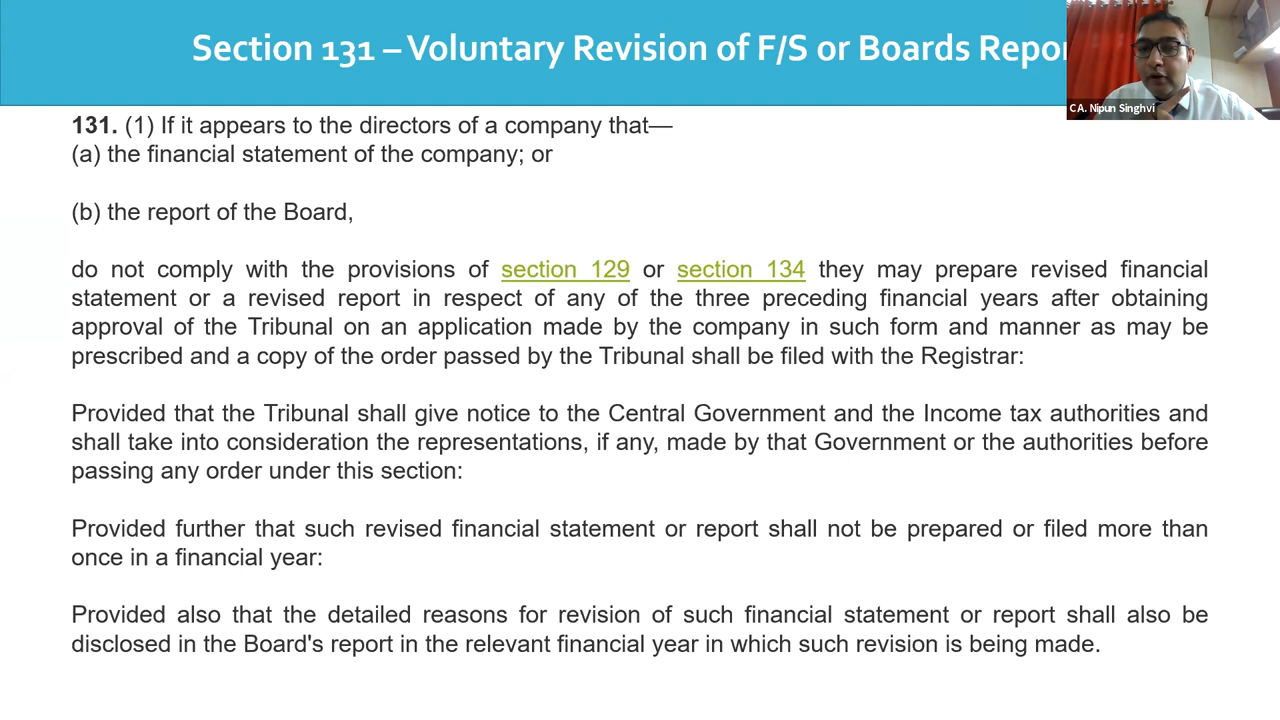 Section 131 – Voluntary Revision of F/S or Boards Repo
CA. Nipun Singhvi
131. (1) If it appears to the directors of a company that—
(a) the financial statement of the company; or
(b) the report of the Board,
do not comply with the provisions of section 129 or section 134 they may prepare revised financial
statement or a revised report in respect of any of the three preceding financial years after obtaining
approval of the Tribunal on an application made by the company in such form and manner as may be
prescribed and a copy of the order passed by the Tribunal shall be filed with the Registrar:
Provided that the Tribunal shall give notice to the Central Government and the Income tax authorities and
shall take into consideration the representations, if any, made by that Government or the authorities before
passing any order under this section:
Provided further that such revised financial statement or report shall not be prepared or filed more than
once in a financial year:
Provided also that the detailed reasons for revision of such financial statement or report shall also be
disclosed in the Board's report in the relevant financial year in which such revision is being made.